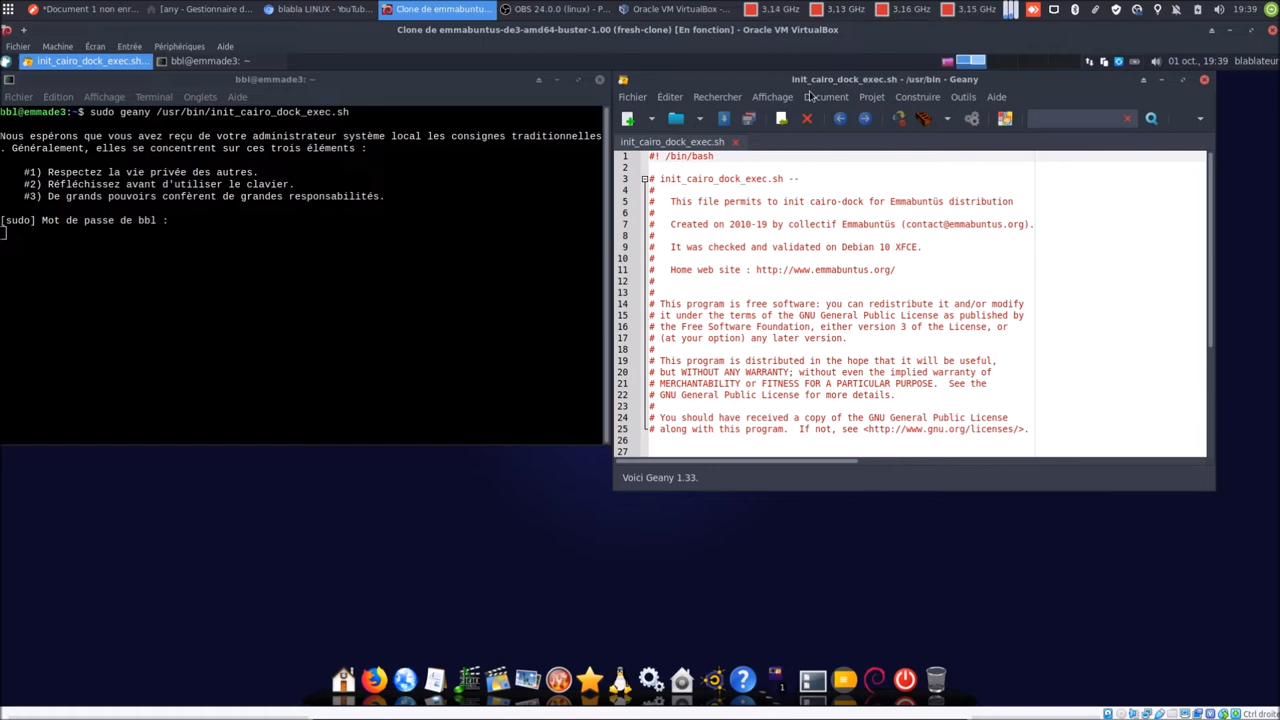 *Document 1 non enreg...
[any - Gestionnaire d...
blabla LINUX - YouTub...
Clone de emmabuntu...
OBS 24.0.0 (linux) - P...
Oracle VM VirtualBox ...
3.14 GHz
3,13 GHz
3,16 GHz
3.15 GHz
19:39
Clone de emmabuntus-de3-amd64-buster-1.00 (fresh-clone) [En fonction] - Oracle VM VirtualBox
Fichier Machine Écran Entrée Périphériques Aide
init_cairo_dock_exec.sh...
bbl@emmade3: ~
01 oct., 19:39
blablateur
bbl@emmade3: ~
Fichier Édition Affichage Terminal Onglets Aide
bbl@emmade3:~$ sudo geany /usr/bin/init_cairo_dock_exec.sh
Nous espérons que vous avez reçu de votre administrateur système local les consignes traditionnelles
. Généralement, elles se concentrent sur ces trois éléments :
#1) Respectez la vie privée des autres.
#2) Réfléchissez avant d'utiliser le clavier.
#3) De grands pouvoirs confèrent de grandes responsabilités.
[sudo] Mot de passe de bbl :
init_cairo_dock_exec.sh - /usr/bin - Geany
Fichier Éditer Rechercher Affichage Document Projet Construire Outils Aide
init_cairo_dock_exec.sh
1 #! /bin/bash
2
3 # init_cairo_dock_exec.sh --
4 #
5 #   This file permits to init cairo-dock for Emmabuntüs distribution
6 #
7 #   Created on 2010-19 by collectif Emmabuntüs (contact@emmabuntus.org).
8 #
9 #   It was checked and validated on Debian 10 XFCE.
10 #
11 #   Home web site : http://www.emmabuntus.org/
12 #
13 #
14 # This program is free software: you can redistribute it and/or modify
15 # it under the terms of the GNU General Public License as published by
16 # the Free Software Foundation, either version 3 of the License, or
17 # (at your option) any later version.
18 #
19 # This program is distributed in the hope that it will be useful,
20 # but WITHOUT ANY WARRANTY; without even the implied warranty of
21 # MERCHANTABILITY or FITNESS FOR A PARTICULAR PURPOSE.  See the
22 # GNU General Public License for more details.
23 #
24 # You should have received a copy of the GNU General Public License
25 # along with this program.  If not, see <http://www.gnu.org/licenses/>.
26
27
Voici Geany 1.33.
1
Ctrl droite